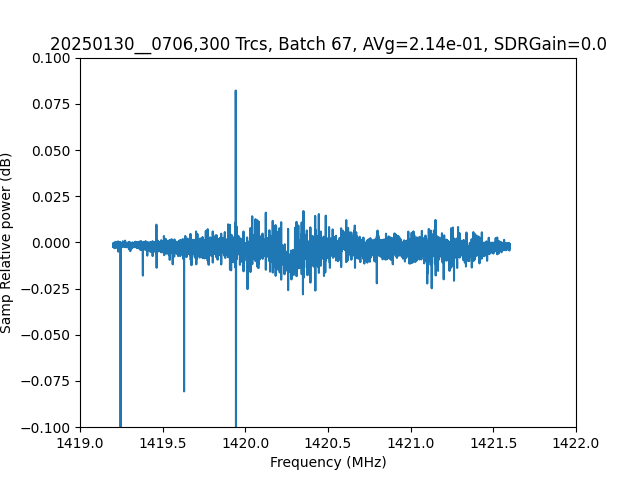 20250130__0706,300 Trcs, Batch 67, AVg=2.14e-01, SDRGain=0.0
0.100
0.075
0.050
0.025
0.000
−0.025
−0.050
−0.075
−0.100
Samp Relative power (dB)
1419.0 1419.5 1420.0 1420.5 1421.0 1421.5 1422.0
Frequency (MHz)